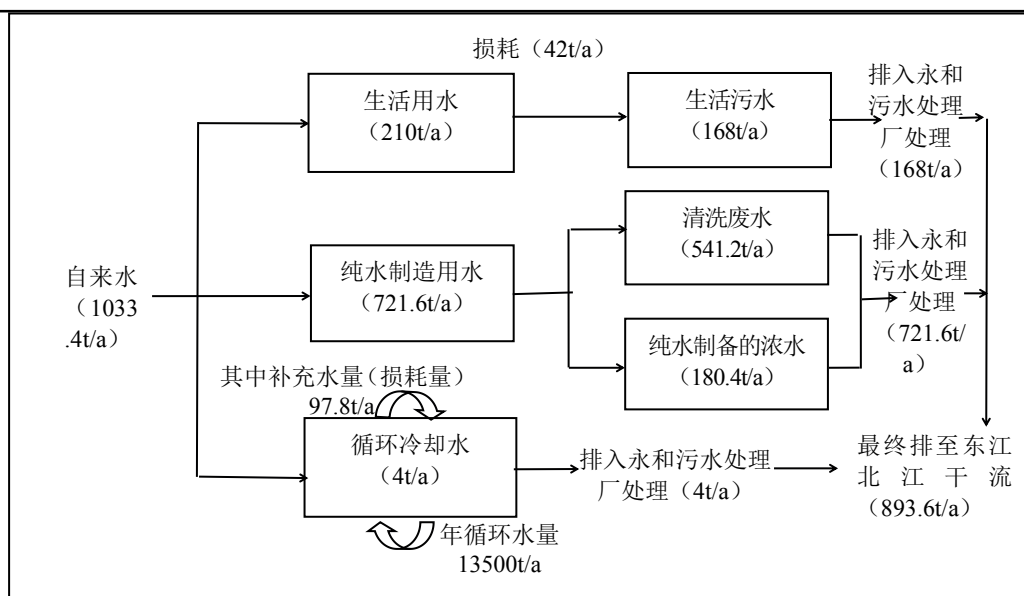 损耗（42t/a）
生活用水
（210t/a）
生活污水
（168t/a）
排入永和
污水处理
厂处理
（168t/a）
自来水
（1033
.4t/a）
纯水制造用水
（721.6t/a）
清洗废水
（541.2t/a）
纯水制备的浓水
（180.4t/a）
排入永和
污水处理
厂处理
（721.6t/
a）
其中补充水量（损耗量）
97.8t/a
循环冷却水
（4t/a）
年循环水量
13500t/a
排入永和污水处理
厂处理（4t/a）
最终排至东江
北江干流
（893.6t/a）